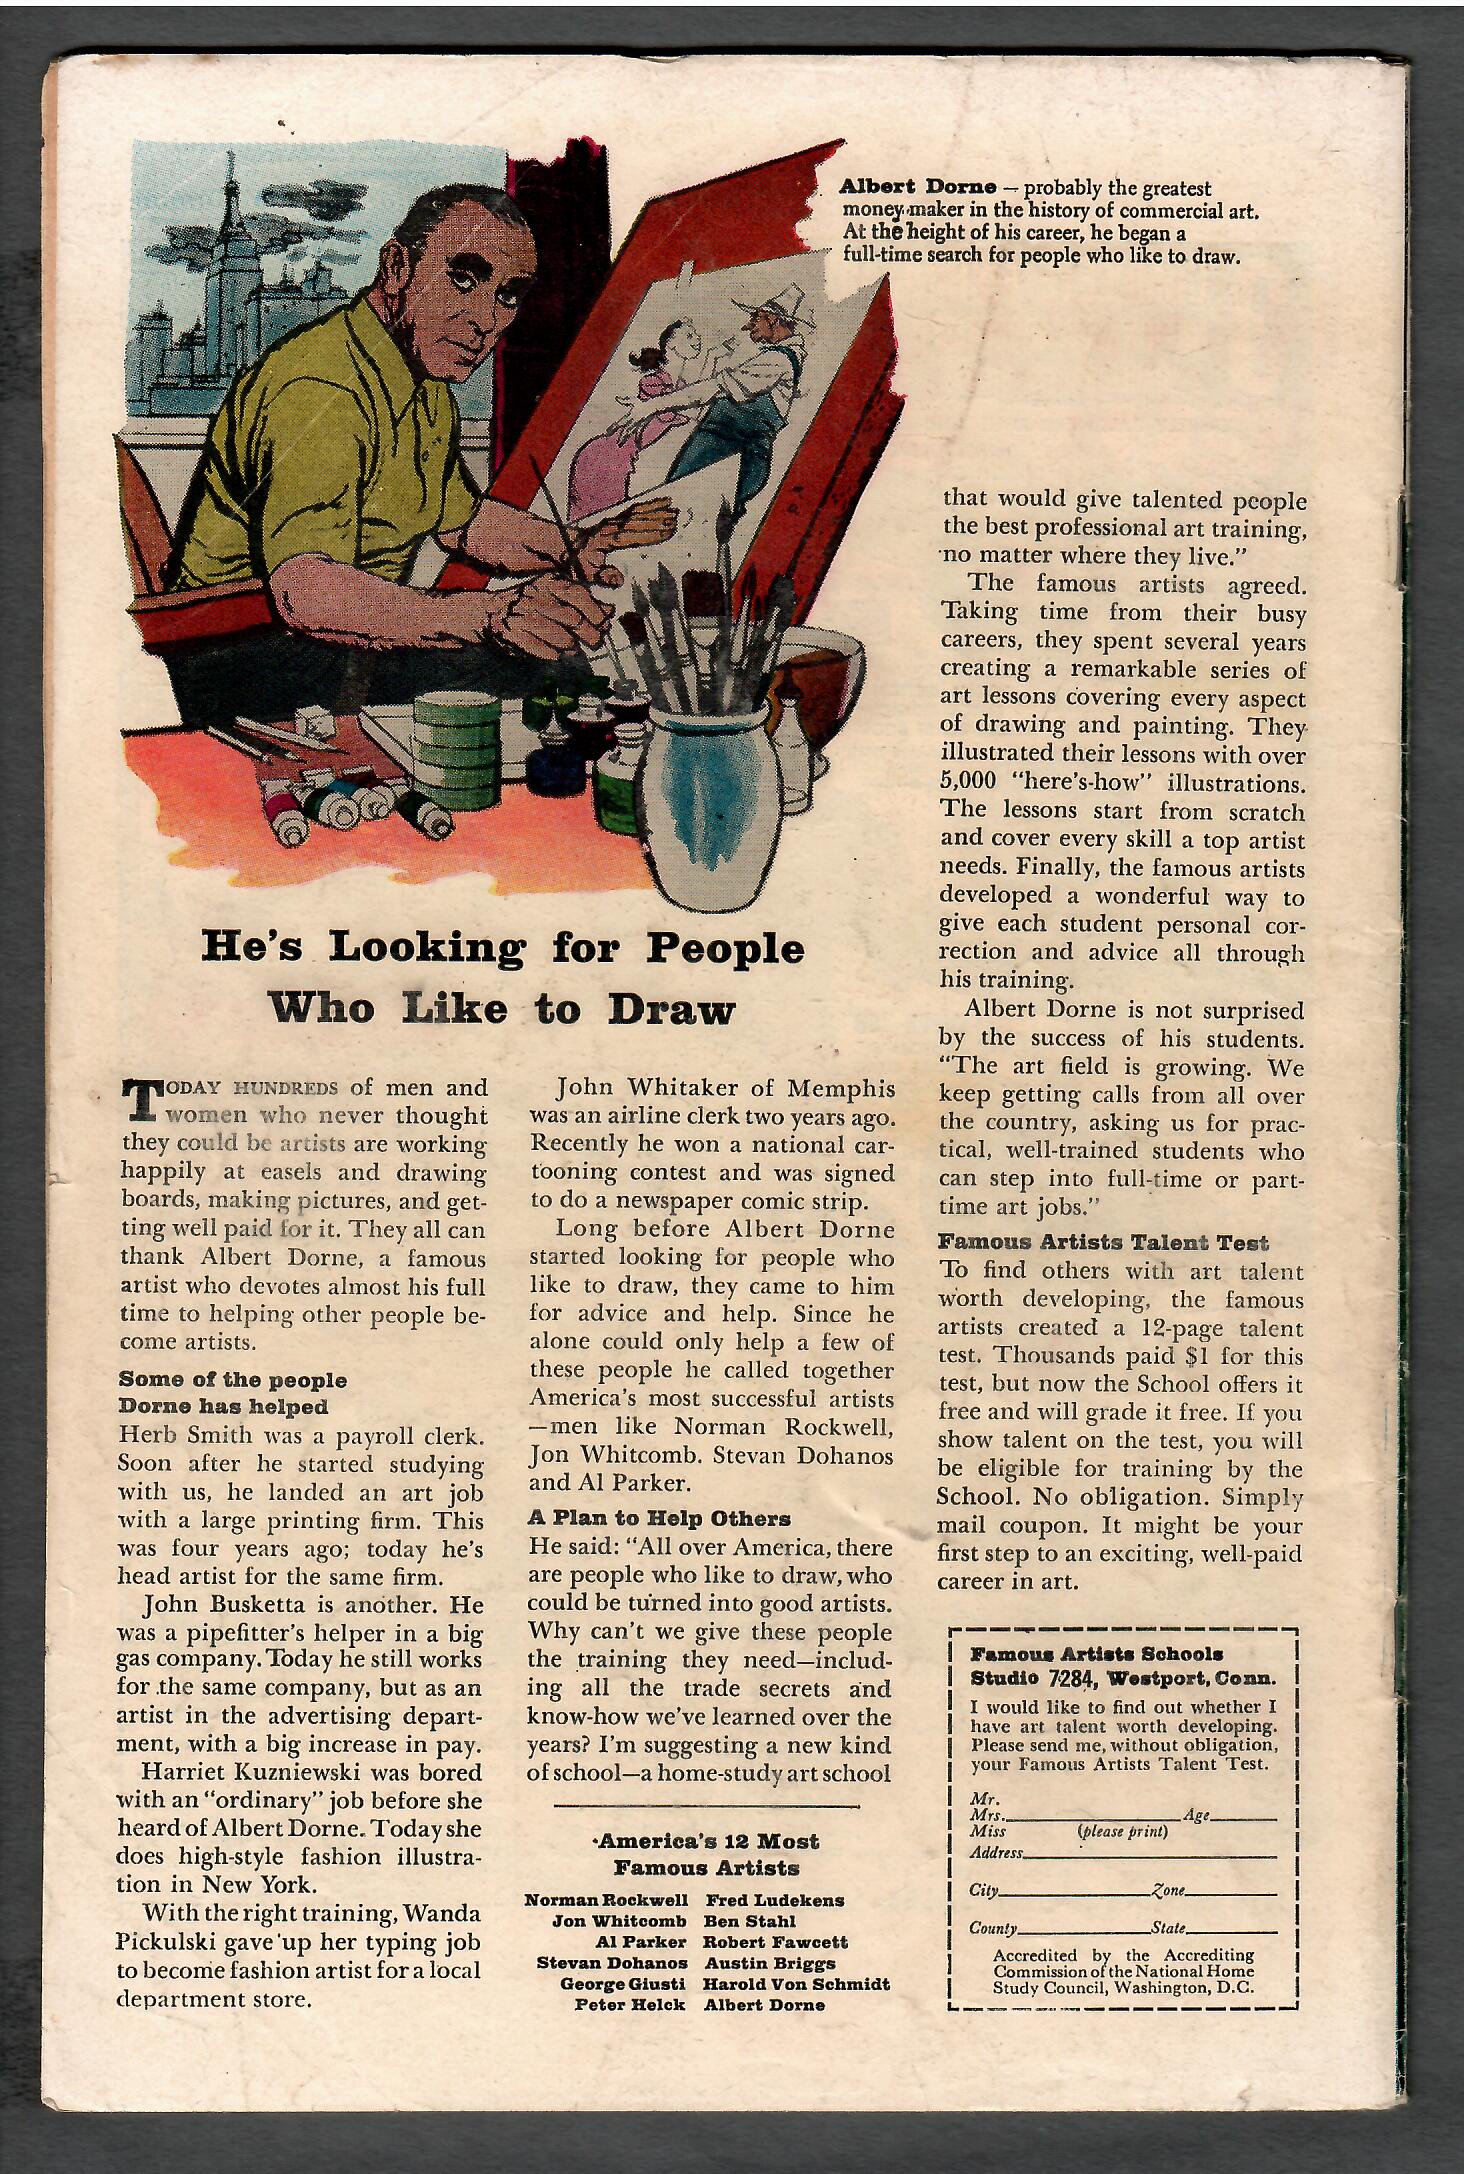 Albert Dorne – probably the greatest
money-maker in the history of commercial art.
At the height of his career, he began a
full-time search for people who like to draw.
He's Looking for People
Who Like to Draw
TODAY HUNDREDS of men and
women who never thought
they could be artists are working
happily at easels and drawing
boards, making pictures, and get-
ting well paid for it. They all can
thank Albert Dorne, a famous
artist who devotes almost his full
time to helping other people be-
come artists.
Some of the people
Dorne has helped
Herb Smith was a payroll clerk.
Soon after he started studying
with us, he landed an art job
with a large printing firm. This
was four years ago; today he's
head artist for the same firm.
John Busketta is another. He
was a pipefitter's helper in a big
gas company. Today he still works
for the same company, but as an
artist in the advertising depart-
ment, with a big increase in pay.
Harriet Kuzniewski was bored
with an "ordinary" job before she
heard of Albert Dorne. Today she
does high-style fashion illustra-
tion in New York.
With the right training, Wanda
Pickulski gave up her typing job
to become fashion artist for a local
department store.
John Whitaker of Memphis
was an airline clerk two years ago.
Recently he won a national car-
tooning contest and was signed
to do a newspaper comic strip.
Long before Albert Dorne
started looking for people who
like to draw, they came to him
for advice and help. Since he
alone could only help a few of
these people he called together
America's most successful artists
—men like Norman Rockwell,
Jon Whitcomb. Stevan Dohanos
and Al Parker.
A Plan to Help Others
He said: "All over America, there
are people who like to draw, who
could be turned into good artists.
Why can't we give these people
the training they need—includ-
ing all the trade secrets and
know-how we've learned over the
years? I'm suggesting a new kind
of school—a home-study art school
America's 12 Most
Famous Artists
Norman Rockwell Fred Ludekens
Jon Whitcomb Ben Stahl
Al Parker Robert Fawcett
Stevan Dohanos Austin Briggs
George Giusti Harold Von Schmidt
Peter Helck Albert Dorne
that would give talented people
the best professional art training,
no matter where they live."
The famous artists agreed.
Taking time from their busy
careers, they spent several years
creating a remarkable series of
art lessons covering every aspect
of drawing and painting. They
illustrated their lessons with over
5,000 "here's-how" illustrations.
The lessons start from scratch
and cover every skill a top artist
needs. Finally, the famous artists
developed a wonderful way to
give each student personal cor-
rection and advice all through
his training.
Albert Dorne is not surprised
by the success of his students.
"The art field is growing. We
keep getting calls from all over
the country, asking us for prac-
tical, well-trained students who
can step into full-time or part-
time art jobs."
Famous Artists Talent Test
To find others with art talent
worth developing, the famous
artists created a 12-page talent
test. Thousands paid $1 for this
test, but now the School offers it
free and will grade it free. If you
show talent on the test, you will
be eligible for training by the
School. No obligation. Simply
mail coupon. It might be your
first step to an exciting, well-paid
career in art.
Famous Artists Schools
Studio 7284, Westport, Conn.
I would like to find out whether I
have art talent worth developing.
Please send me, without obligation,
your Famous Artists Talent Test.
Mr.
Mrs. Age
Miss (please print)
Address
City Zone
County State
Accredited by the Accrediting
Commission of the National Home
Study Council, Washington, D.C.